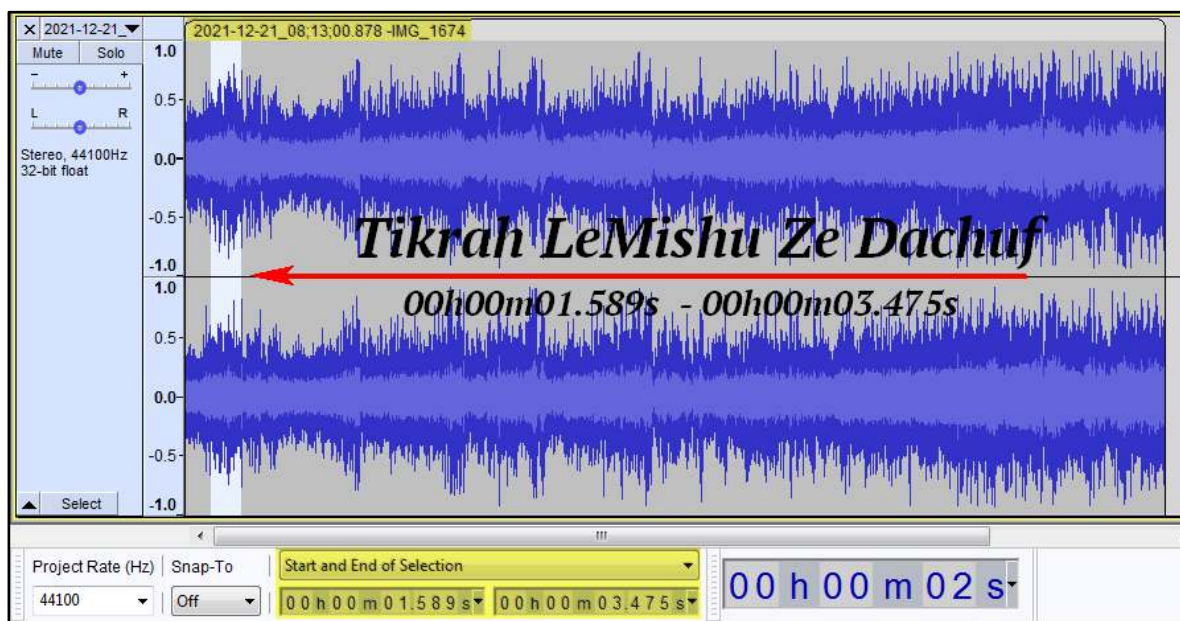 × 2021-12-21_▼ 2021-12-21_08;13;00.878 -IMG_1674
Mute Solo
- +
L R
Stereo, 44100Hz
32-bit float
1.0
0.5
0.0
-0.5
-1.0
1.0
0.5
0.0
-0.5
-1.0
Tikrah LeMishu Ze Dachuf
00h00m01.589s - 00h00m03.475s
Select
Project Rate (Hz) Snap-To Start and End of Selection
44100 Off 00h00m01.589s 00h00m03.475s 00h00m02s